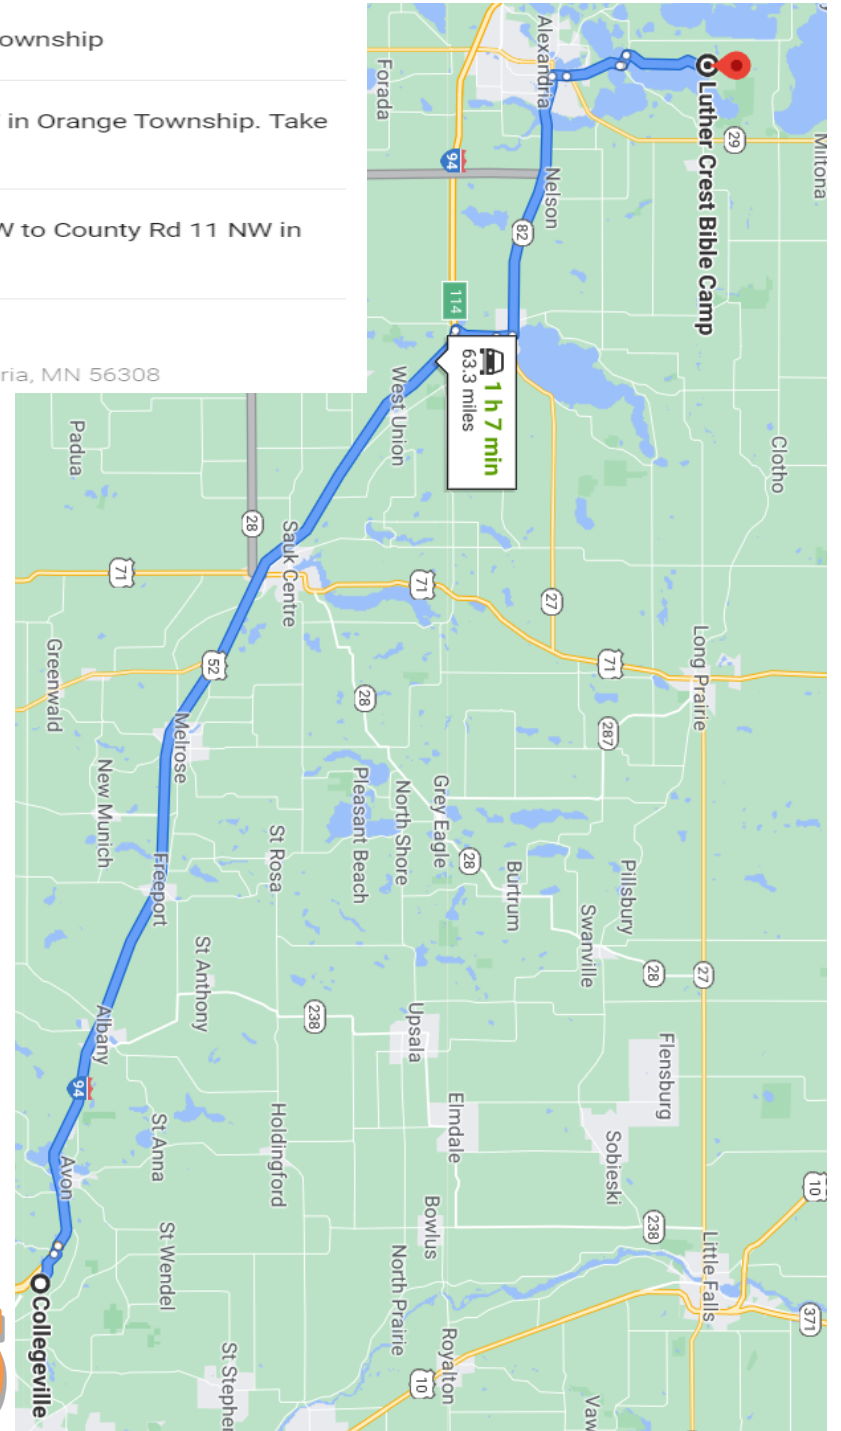 ownship
in Orange Township. Take
W to County Rd 11 NW in
ria, MN 56308
Alexandria
Forada
Luther Crest Bible Camp
29
Miltona
94
Nelson
82
114
1 h 7 min
63.3 miles
West Union
Clotho
Padua
28
Sauk Centre
71
71
27
Long Prairie
71
Greenwald
52
28
287
Melrose
New Munich
Pleasant Beach
North Shore
Grey Eagle
St Rosa
28
Burtrum
Pillsbury
Freeport
Swanville
St Anthony
28
27
Albany
238
Upsala
Flensburg
94
St Anna
Holdingford
Elmdale
Sobieski
Avon
10
St Wendel
Bowlus
238
North Prairie
Little Falls
Collegeville
371
St Stephen
Royalton
10
Vaw